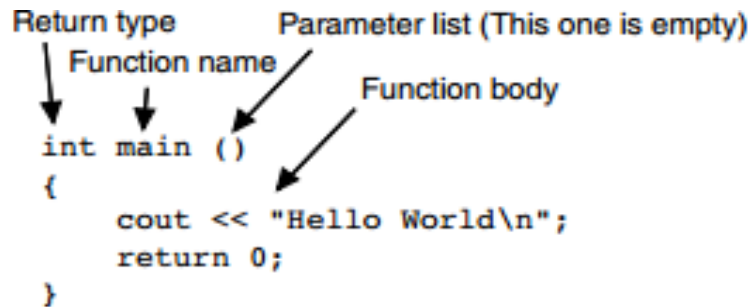 Return type
Parameter list (This one is empty)
Function name
Function body
int main ()
{
cout << "Hello World\n";
return 0;
}